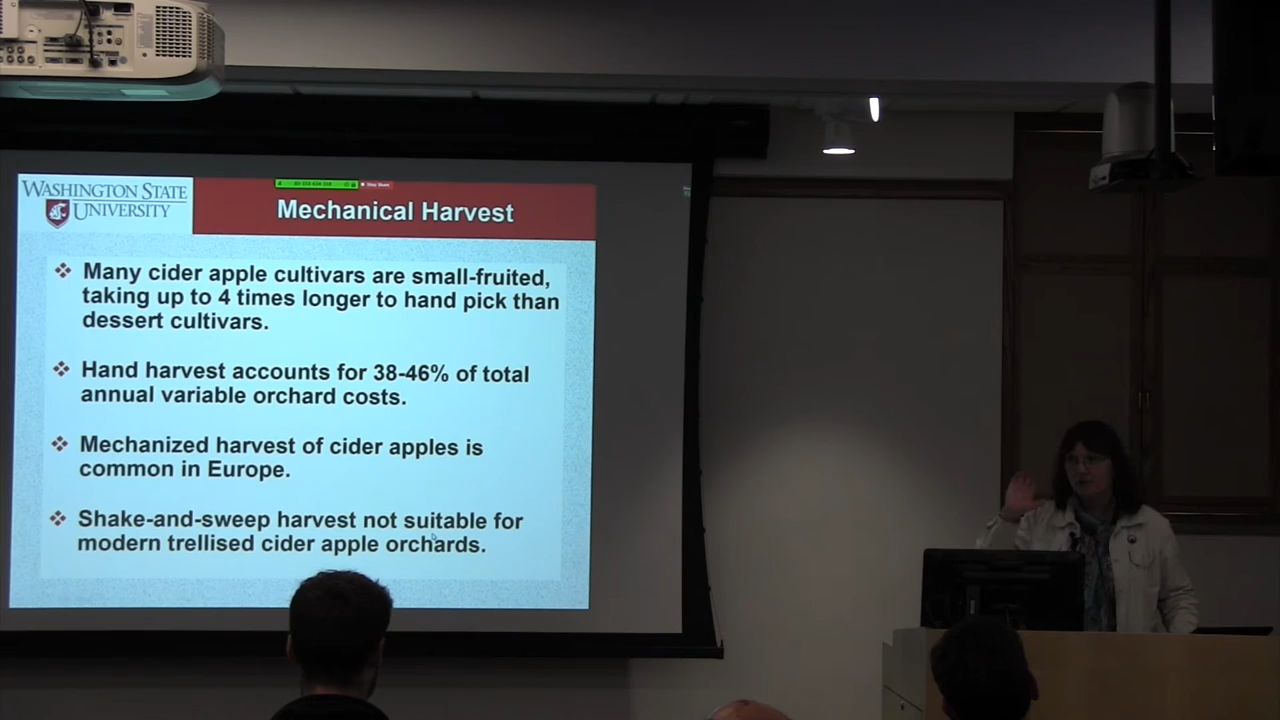 WASHINGTON STATE
UNIVERSITY
Stop Share
Mechanical Harvest
❖ Many cider apple cultivars are small-fruited,
taking up to 4 times longer to hand pick than
dessert cultivars.
❖ Hand harvest accounts for 38-46% of total
annual variable orchard costs.
❖ Mechanized harvest of cider apples is
common in Europe.
❖ Shake-and-sweep harvest not suitable for
modern trellised cider apple orchards.